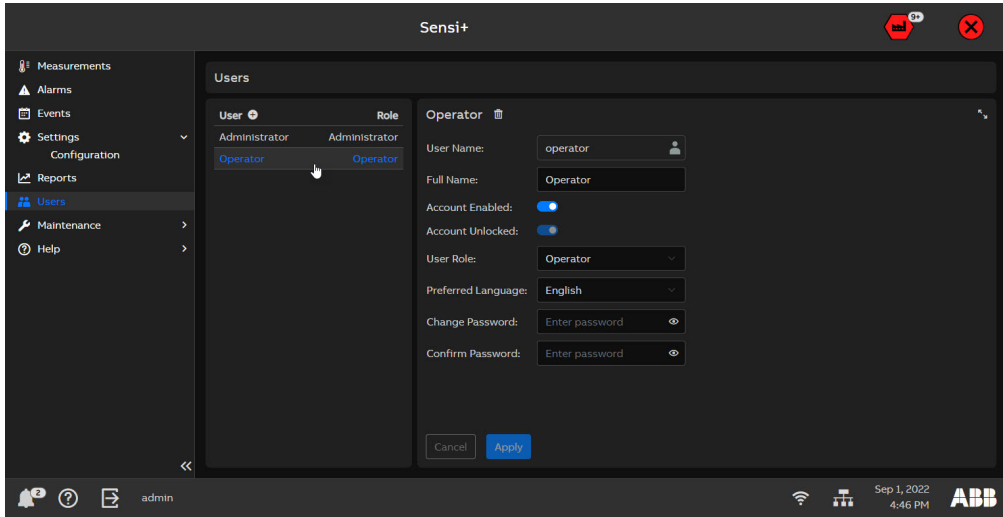 Sensi+
9+
Measurements
Alarms
Events
Settings
Configuration
Reports
Users
Maintenance
Help
Users
User Role
Administrator Administrator
Operator Operator
Operator
User Name: operator
Full Name: Operator
Account Enabled:
Account Unlocked:
User Role: Operator
Preferred Language: English
Change Password: Enter password
Confirm Password: Enter password
Cancel Apply
2
admin
Sep 1, 2022
4:46 PM
ABB